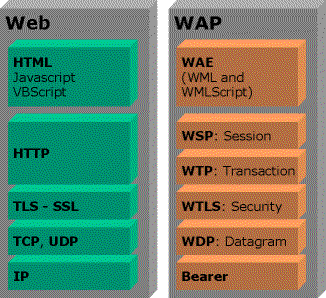 Web
HTML
Javascript
VBScript
HTTP
TLS - SSL
TCP, UDP
IP
WAP
WAE
(WML and
WMLScript)
WSP: Session
WTP: Transaction
WTLS: Security
WDP: Datagram
Bearer